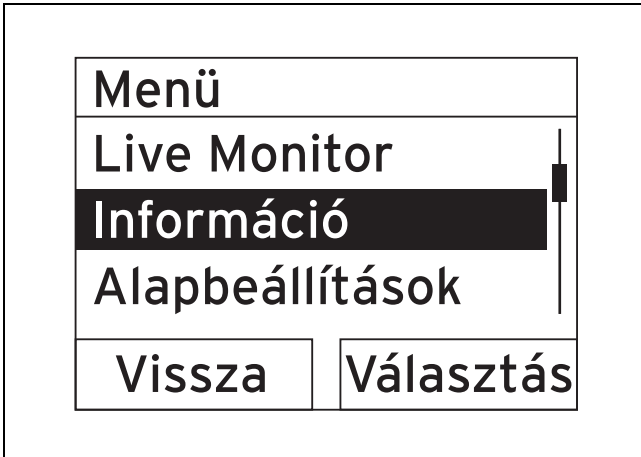 Menü
Live Monitor
Információ
Alapbeállítások
Vissza Választás